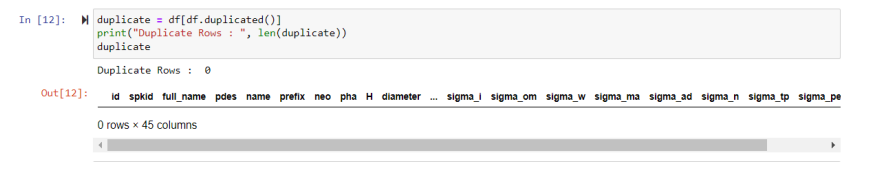 In [12]: duplicate = df[df.duplicated()]
print("Duplicate Rows : ", len(duplicate))
duplicate
Duplicate Rows :  0
Out[12]:
id spkid full_name pdes name prefix neo pha H diameter ... sigma_i sigma_om sigma_w sigma_ma sigma_ad sigma_n sigma_tp sigma_pe
0 rows × 45 columns